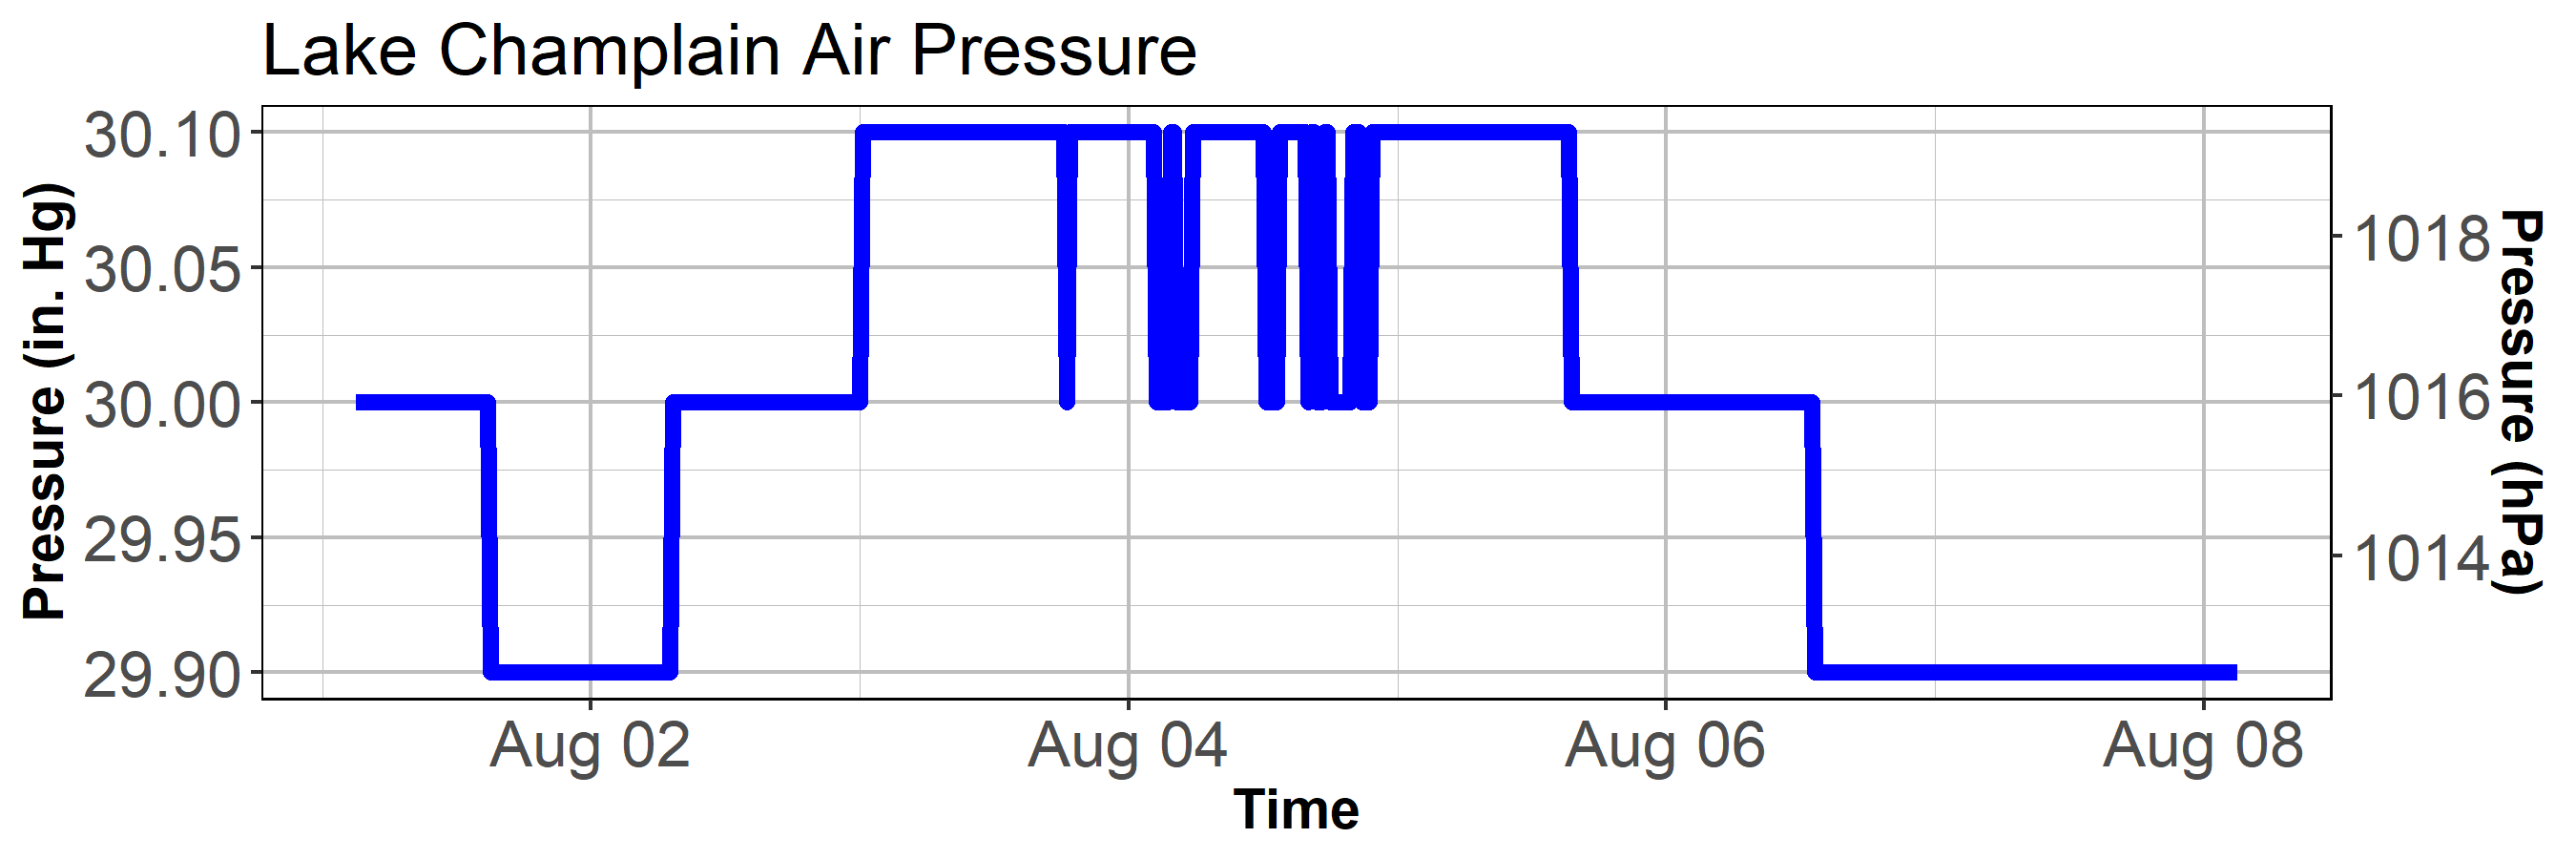 Lake Champlain Air Pressure
30.10
30.05
30.00
29.95
29.90
Pressure (in. Hg)
1018
1016
1014
Pressure (hPa)
Aug 02 Aug 04 Aug 06 Aug 08
Time